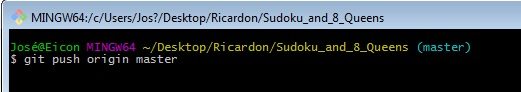 MINGW64:/c/Users/Jos?/Desktop/Ricardon/Sudoku_and_8_Queens
José@Eicon MINGW64 ~/Desktop/Ricardon/Sudoku_and_8_Queens (master)
$ git push origin master